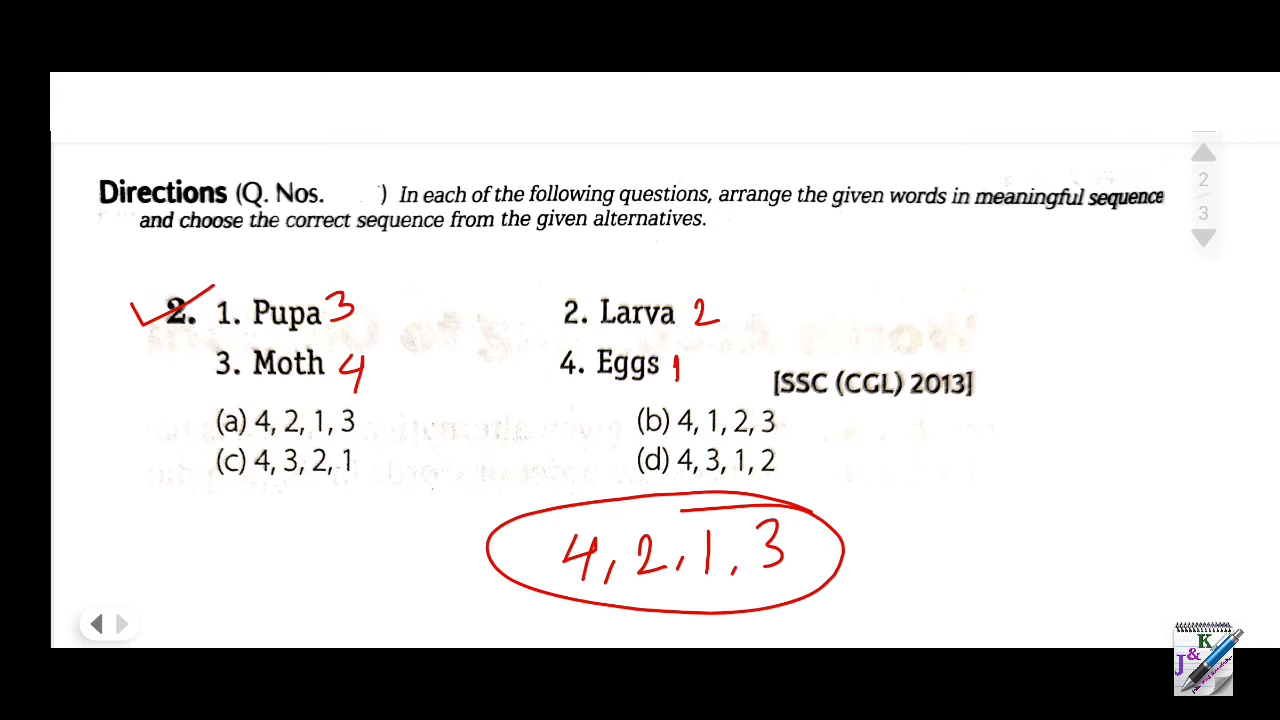 Directions (Q. Nos. ) In each of the following questions, arrange the given words in meaningful sequence
and choose the correct sequence from the given alternatives.
2
3
2. 1. Pupa 3 2. Larva 2
3. Moth 4 4. Eggs 1
[SSC (CGL) 2013]
(a) 4, 2, 1, 3 (b) 4, 1, 2, 3
(c) 4, 3, 2, 1 (d) 4, 3, 1, 2
4, 2, 1, 3
J&K